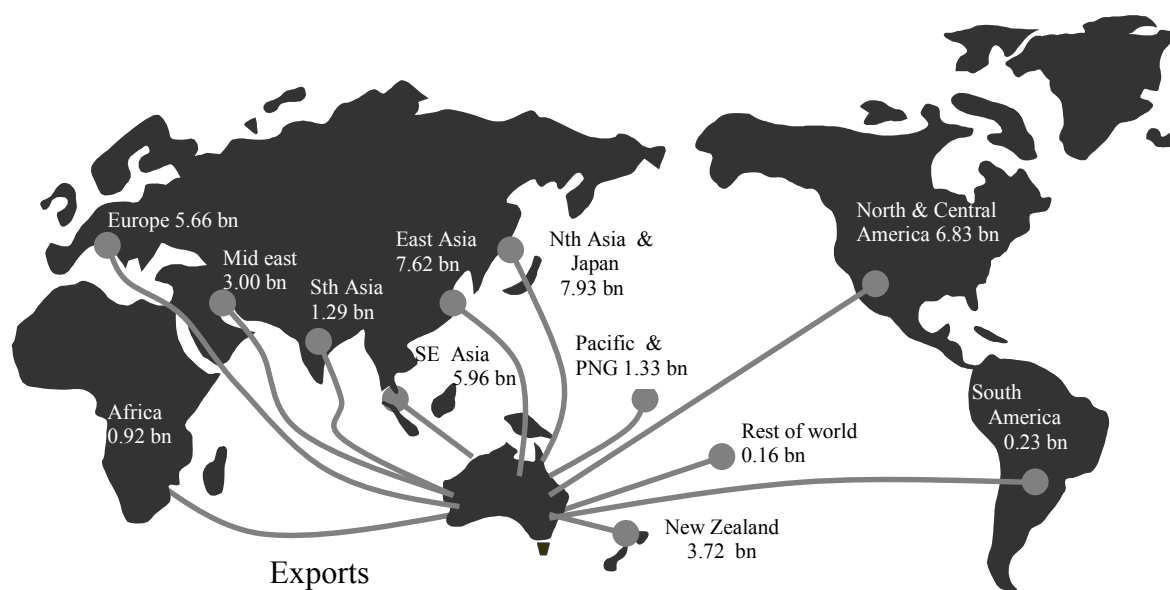 Europe 5.66 bn
Mid east
3.00 bn
Sth Asia
1.29 bn
East Asia
7.62 bn
Nth Asia &
Japan
7.93 bn
North & Central
America 6.83 bn
SE Asia
5.96 bn
Pacific &
PNG 1.33 bn
Africa
0.92 bn
South
America
0.23 bn
Rest of world
0.16 bn
New Zealand
3.72 bn
Exports